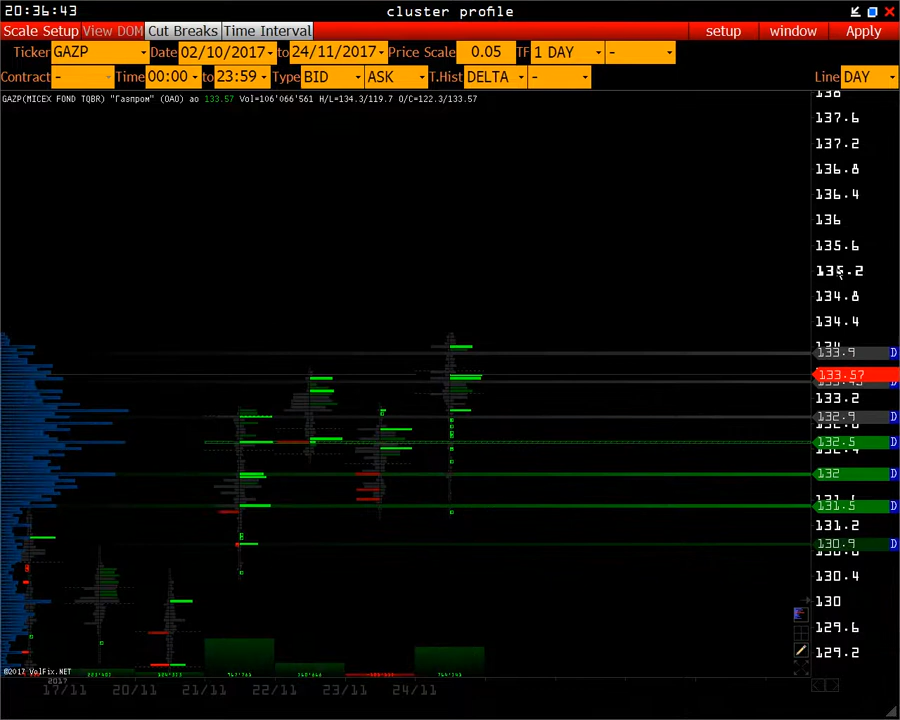 20:36:43 cluster profile
Scale Setup View DOM Cut Breaks Time Interval setup window Apply
Ticker GAZP Date 02/10/2017 to 24/11/2017 Price Scale 0.05 TF 1 DAY -
Contract - Time 00:00 to 23:59 Type BID ASK T.Hist DELTA - Line DAY
GAZP(MICEX FOND TQBR) "Газпром" (ОАО) ао 133.57 Vol=106'066'561 H/L=134.3/119.7 O/C=122.3/133.57
138
137.6
137.2
136.8
136.4
136
135.6
135.2
134.8
134.4
133.9 D
133.57
133.2
132.9 D
132.5 D
132 D
131.5 D
131.2
130.9 D
130.4
130
129.6
129.2
©2017 VolFix.NET
2017
17/11 20/11 21/11 22/11 23/11 24/11